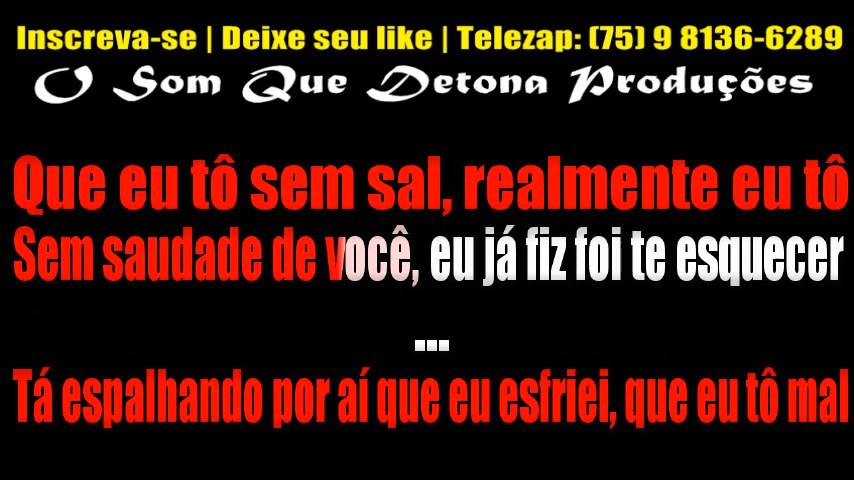 Inscreva-se | Deixe seu like | Telezap: (75) 9 8136-6289
O Som Que Detona Produções
Que eu tô sem sal, realmente eu tô
Sem saudade de você, eu já fiz foi te esquecer
...
Tá espalhando por aí que eu esfriei, que eu tô mal